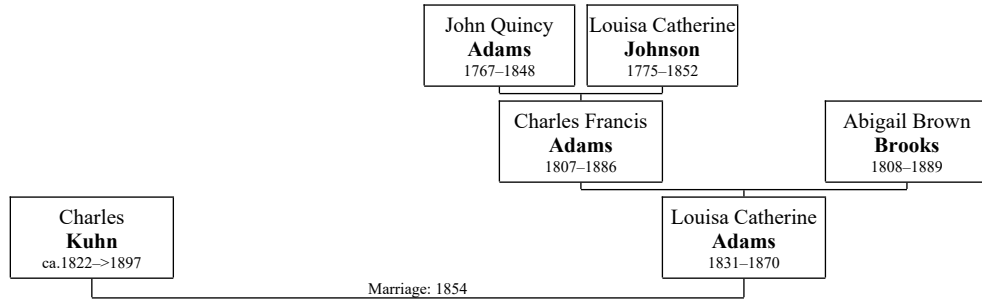 John Quincy
Adams
1767–1848
Louisa Catherine
Johnson
1775–1852
Charles Francis
Adams
1807–1886
Abigail Brown
Brooks
1808–1889
Charles
Kuhn
ca.1822–>1897
Louisa Catherine
Adams
1831–1870
Marriage: 1854